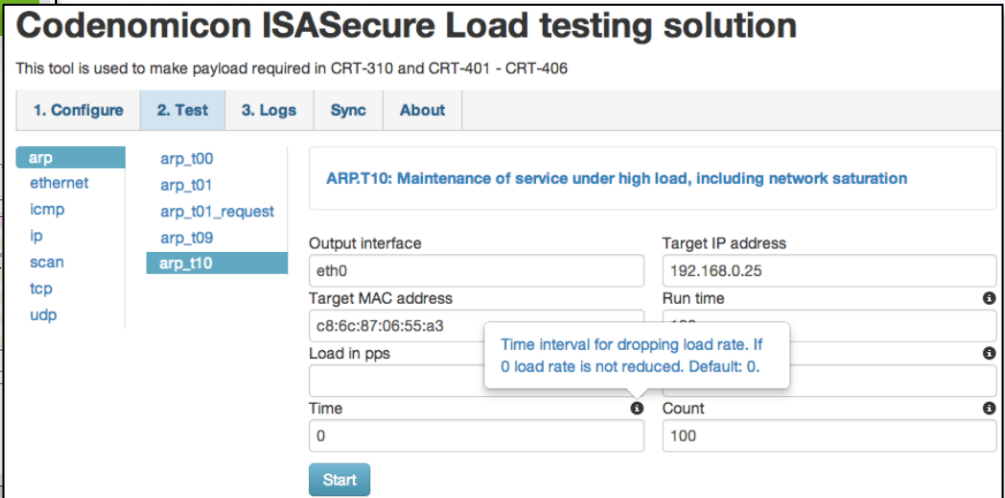 Codenomicon ISASecure Load testing solution
This tool is used to make payload required in CRT-310 and CRT-401 - CRT-406
1. Configure 2. Test 3. Logs Sync About
arp
ethernet
icmp
ip
scan
tcp
udp
arp_t00
arp_t01
arp_t01_request
arp_t09
arp_t10
ARP.T10: Maintenance of service under high load, including network saturation
Output interface
eth0
Target IP address
192.168.0.25
Target MAC address
c8:6c:87:06:55:a3
Run time
Load in pps
Time interval for dropping load rate. If
0 load rate is not reduced. Default: 0.
Time
0
Count
100
Start